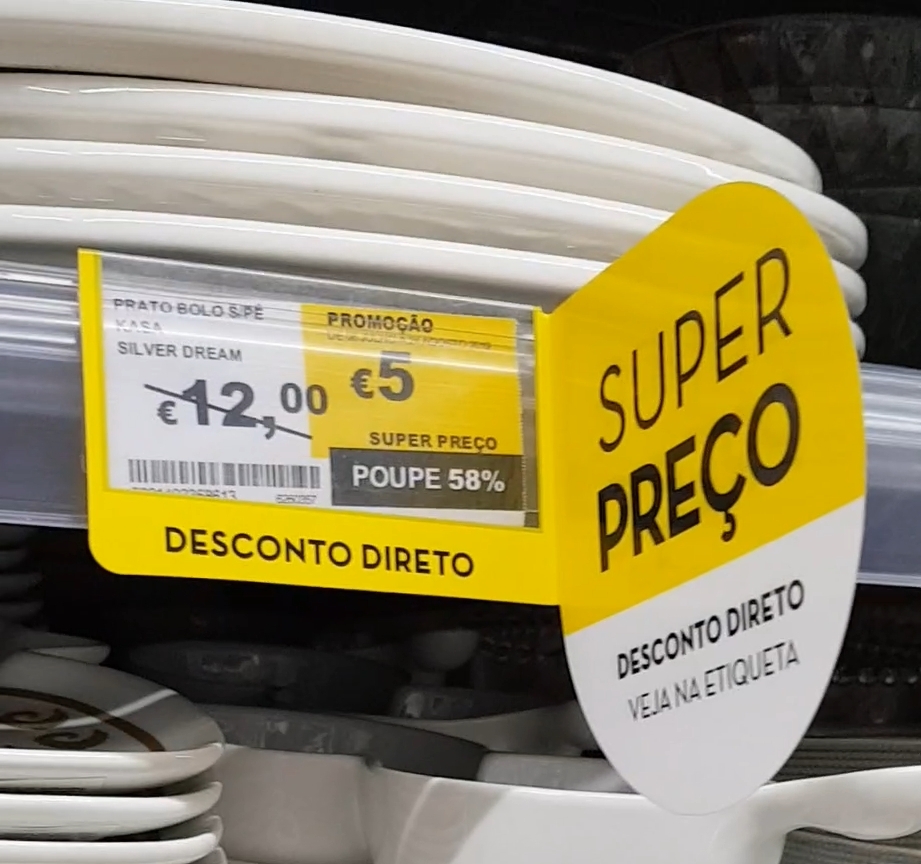 PRATO BOLO S/PÉ
KASA
SILVER DREAM
€12,00
PROMOÇÃO
€5
SUPER PREÇO
POUPE 58%
6260357
DESCONTO DIRETO
SUPER
PREÇO
DESCONTO DIRETO
VEJA NA ETIQUETA